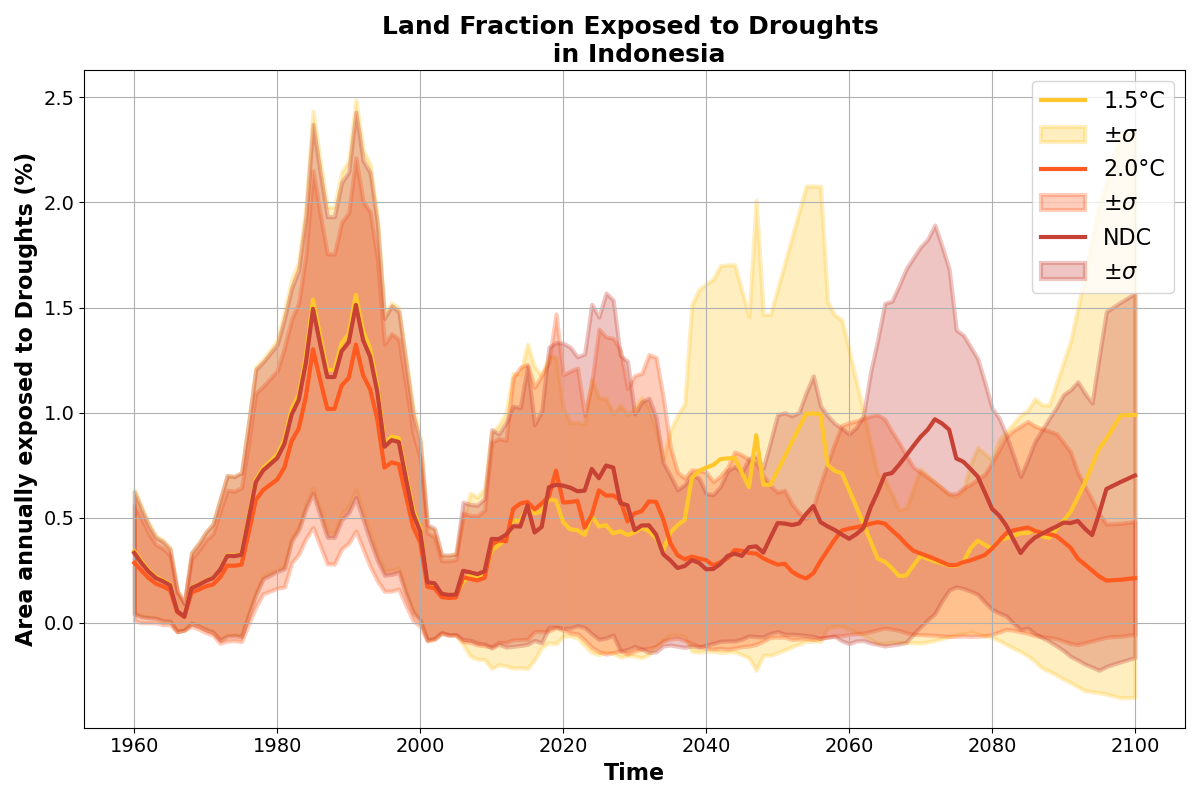 Land Fraction Exposed to Droughts
in Indonesia
Area annually exposed to Droughts (%)
2.5
2.0
1.5
1.0
0.5
0.0
1.5°C
±σ
2.0°C
±σ
NDC
±σ
1960
1980
2000
2020
2040
2060
2080
2100
Time